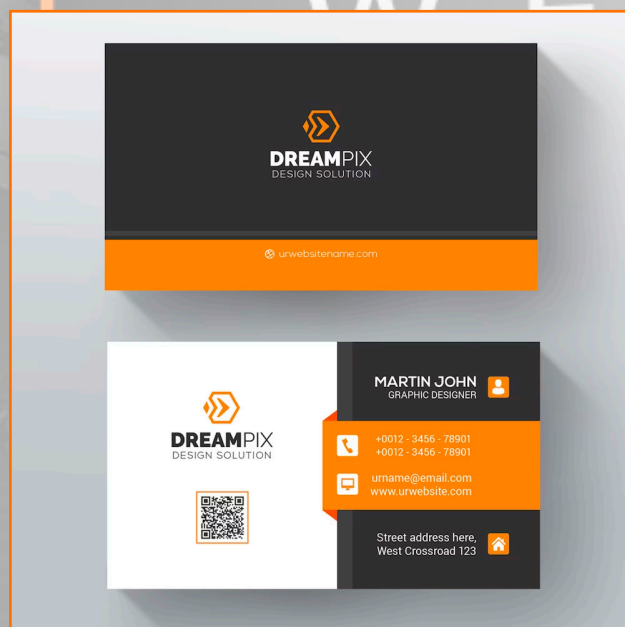 WE
DREAMPIX
DESIGN SOLUTION
urwebsitename.com
DREAMPIX
DESIGN SOLUTION
MARTIN JOHN
GRAPHIC DESIGNER
+0012 - 3456 - 78901
+0012 - 3456 - 78901
urname@email.com
www.urwebsite.com
Street address here,
West Crossroad 123